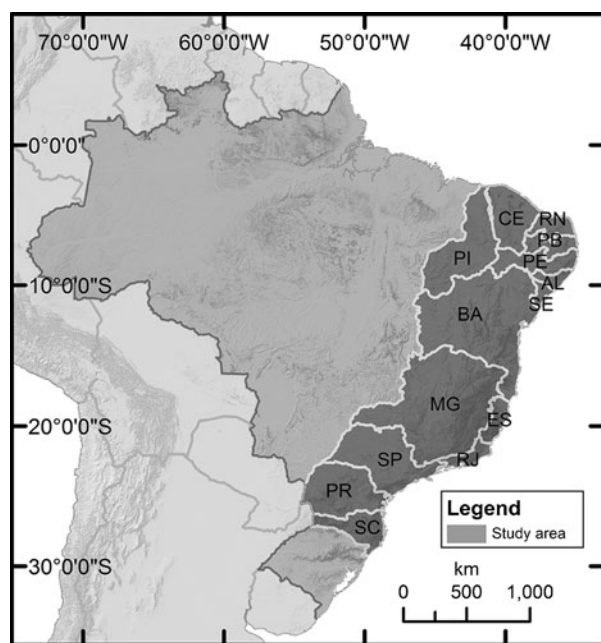 70°0'0"W 60°0'0"W 50°0'0"W 40°0'0"W
0°0'0"
10°0'0"S
20°0'0"S
30°0'0"S
CE
RN
PB
PI
PE
AL
SE
BA
MG
ES
SP
RJ
PR
SC
Legend
Study area
km
0 500 1,000